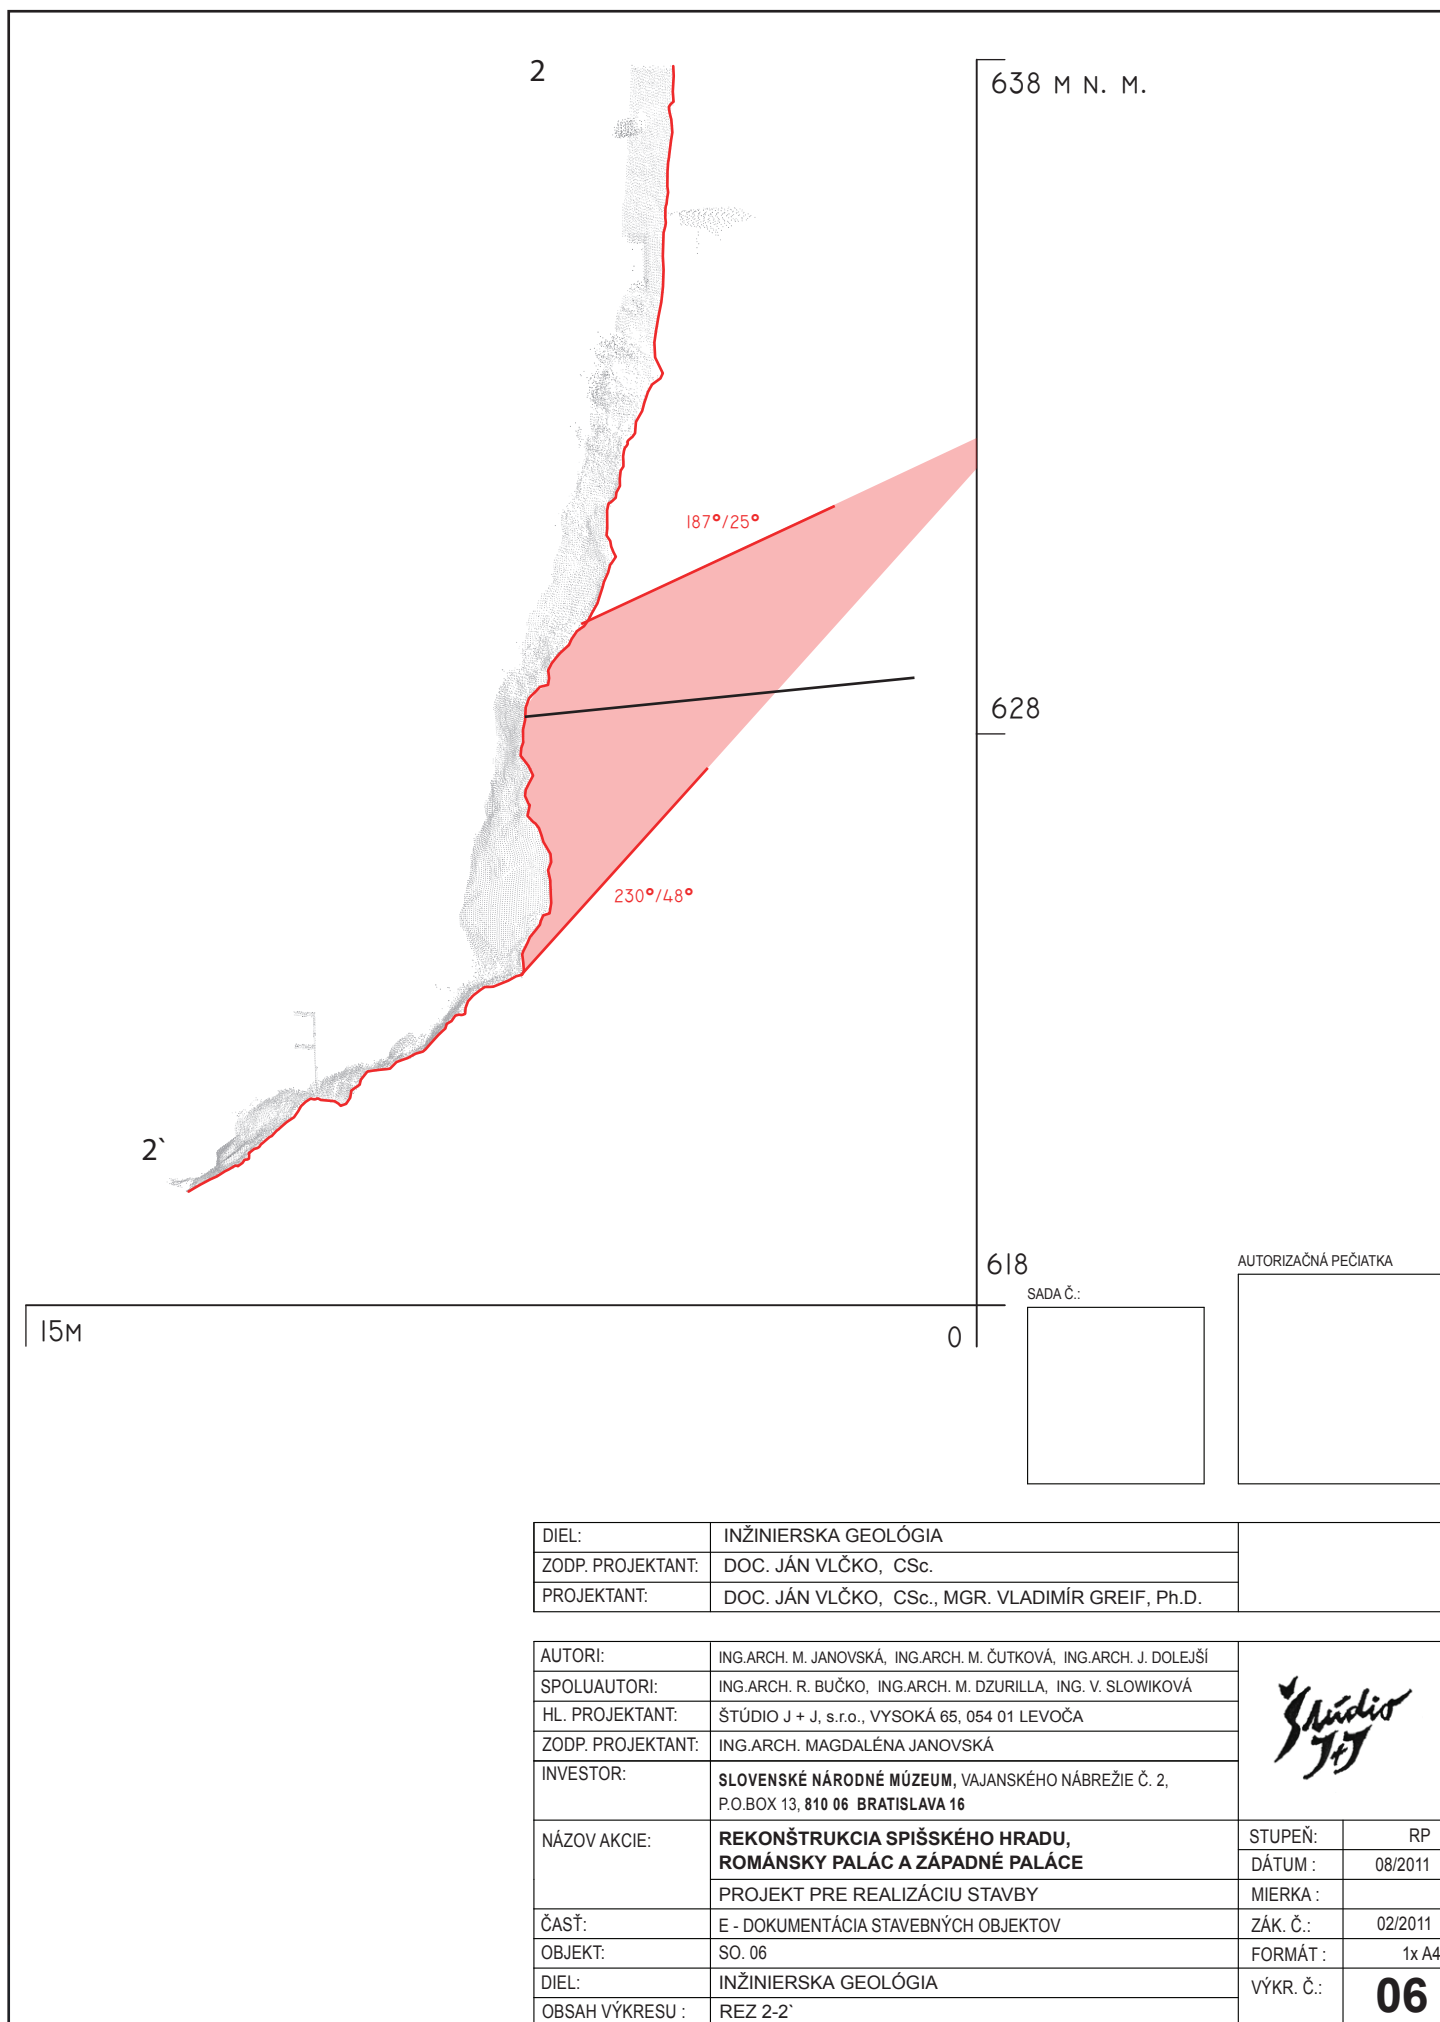 2
638 M N. M.
187°/25°
628
230°/48°
2`
618
15M
0
SADA Č.:
AUTORIZAČNÁ PEČIATKA
DIEL: INŽINIERSKA GEOLÓGIA
ZODP. PROJEKTANT: DOC. JÁN VLČKO, CSc.
PROJEKTANT: DOC. JÁN VLČKO, CSc., MGR. VLADIMÍR GREIF, Ph.D.
AUTORI: ING.ARCH. M. JANOVSKÁ, ING.ARCH. M. ČUTKOVÁ, ING.ARCH. J. DOLEJŠÍ
SPOLUAUTORI: ING.ARCH. R. BUČKO, ING.ARCH. M. DZURILLA, ING. V. SLOWIKOVÁ
HL. PROJEKTANT: ŠTÚDIO J + J, s.r.o., VYSOKÁ 65, 054 01 LEVOČA
ZODP. PROJEKTANT: ING.ARCH. MAGDALÉNA JANOVSKÁ
Štúdio
J+J
INVESTOR: SLOVENSKÉ NÁRODNÉ MÚZEUM, VAJANSKÉHO NÁBREŽIE Č. 2,
P.O.BOX 13, 810 06 BRATISLAVA 16
NÁZOV AKCIE: REKONŠTRUKCIA SPIŠSKÉHO HRADU,
ROMÁNSKY PALÁC A ZÁPADNÉ PALÁCE
PROJEKT PRE REALIZÁCIU STAVBY
STUPEŇ: RP
DÁTUM : 08/2011
MIERKA :
ČASŤ: E - DOKUMENTÁCIA STAVEBNÝCH OBJEKTOV
ZÁK. Č.: 02/2011
OBJEKT: SO. 06
FORMÁT : 1x A4
DIEL: INŽINIERSKA GEOLÓGIA
VÝKR. Č.: 06
OBSAH VÝKRESU : REZ 2-2`